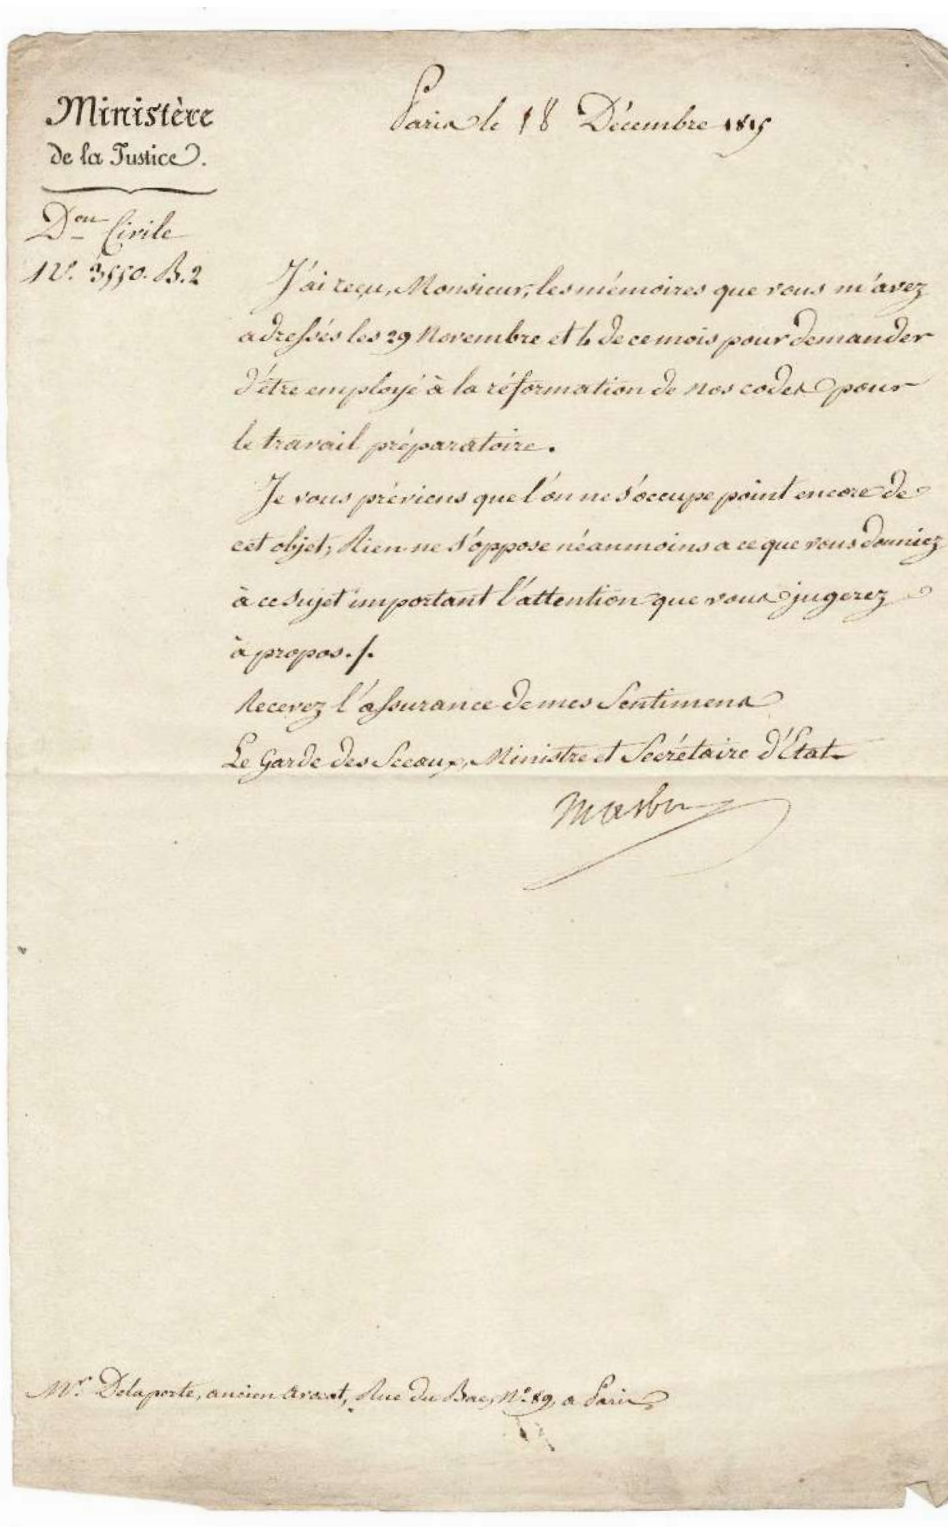 Ministère
de la Justice.
Paris le 18 Décembre 1815
D.on Civile
N.o 3550. B.2
J'ai reçu, Monsieur, les mémoires que vous m'avez
adressés les 29 Novembre et 4 de ce mois pour demander
d'être employé à la réformation de nos codes pour
le travail préparatoire.
Je vous préviens que l'on ne s'occupe point encore de
cet objet; Rien ne s'oppose néanmoins a ce que vous donniez
à ce sujet important l'attention que vous jugerez
à propos./.
Recevez l'assurance de mes Sentimens
Le Garde des Sceaux, Ministre et Secrétaire d'Etat
Marbois
Mr. Delaporte, ancien avocat, Rue du Bac, N.o 89, a Paris